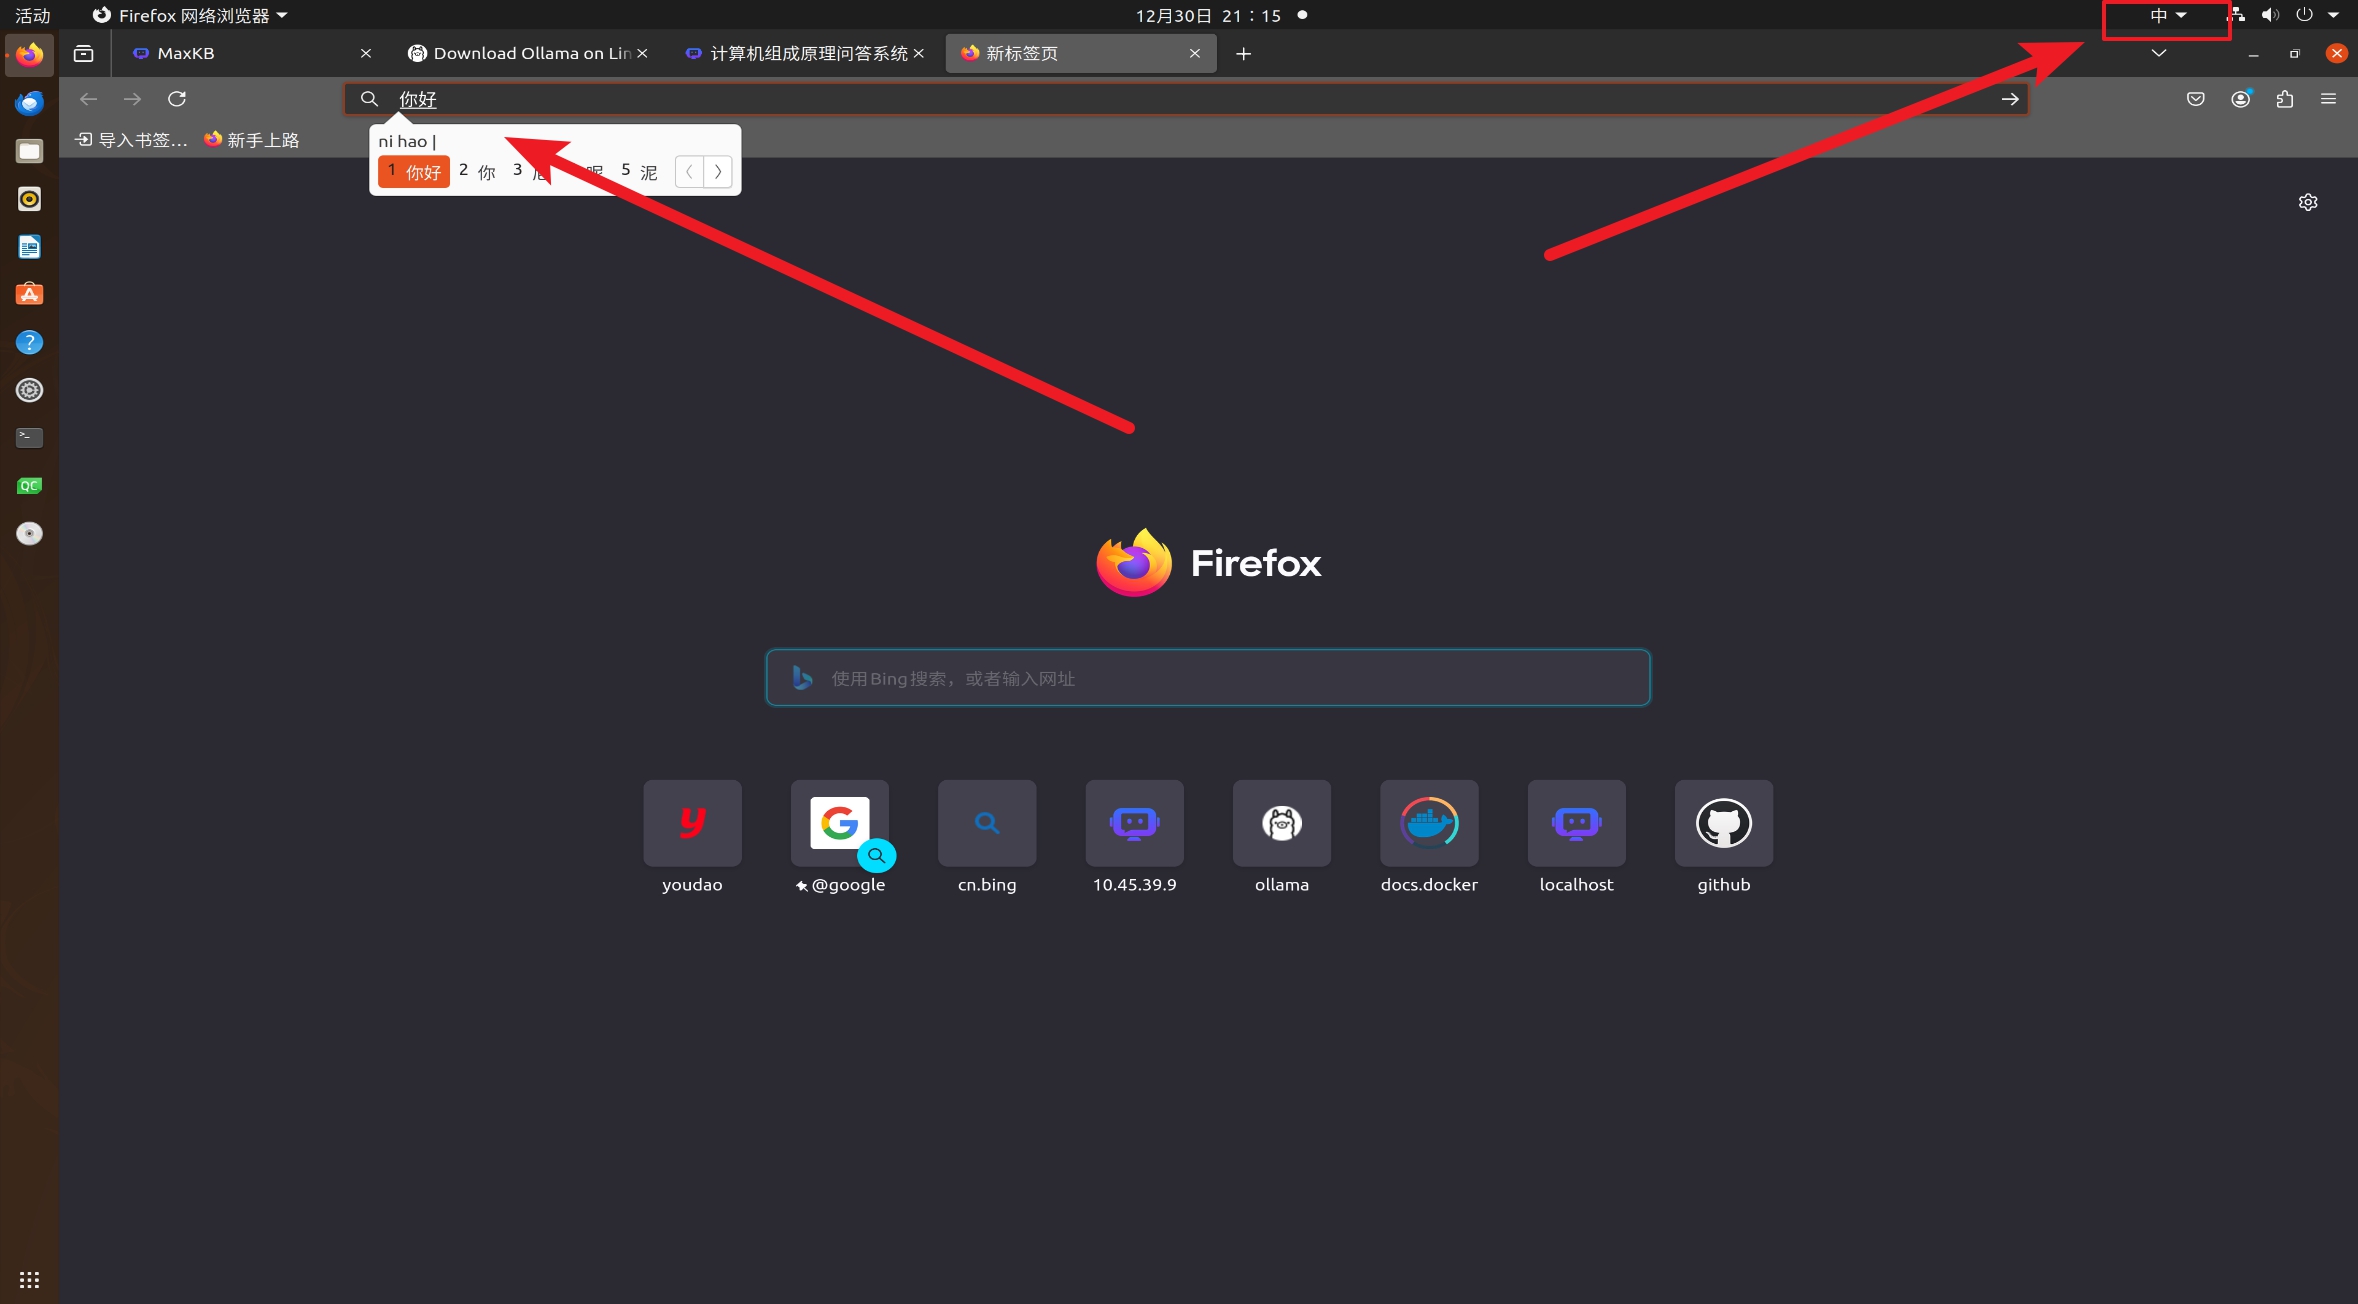 活动
Firefox 网络浏览器
12月30日 21：15
中
MaxKB
Download Ollama on Lin
计算机组成原理问答系统
新标签页
你好
导入书签…
新手上路
ni hao |
1 你好 2 你 3 尼 呢 5 泥
Firefox
使用Bing搜索，或者输入网址
youdao
@google
cn.bing
10.45.39.9
ollama
docs.docker
localhost
github
QC